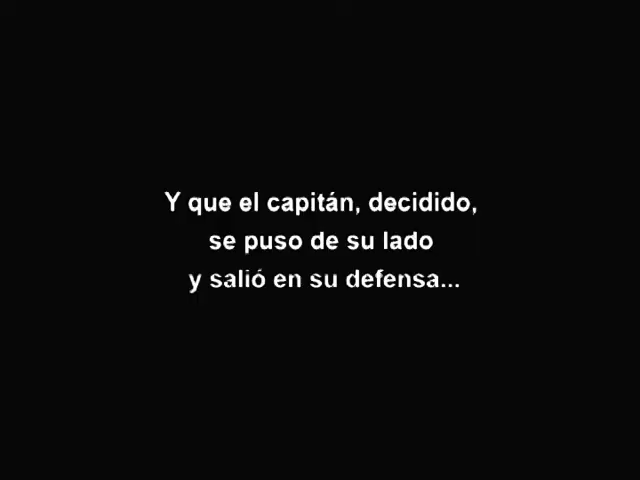 Y que el capitán, decidido,
se puso de su lado
y salió en su defensa...